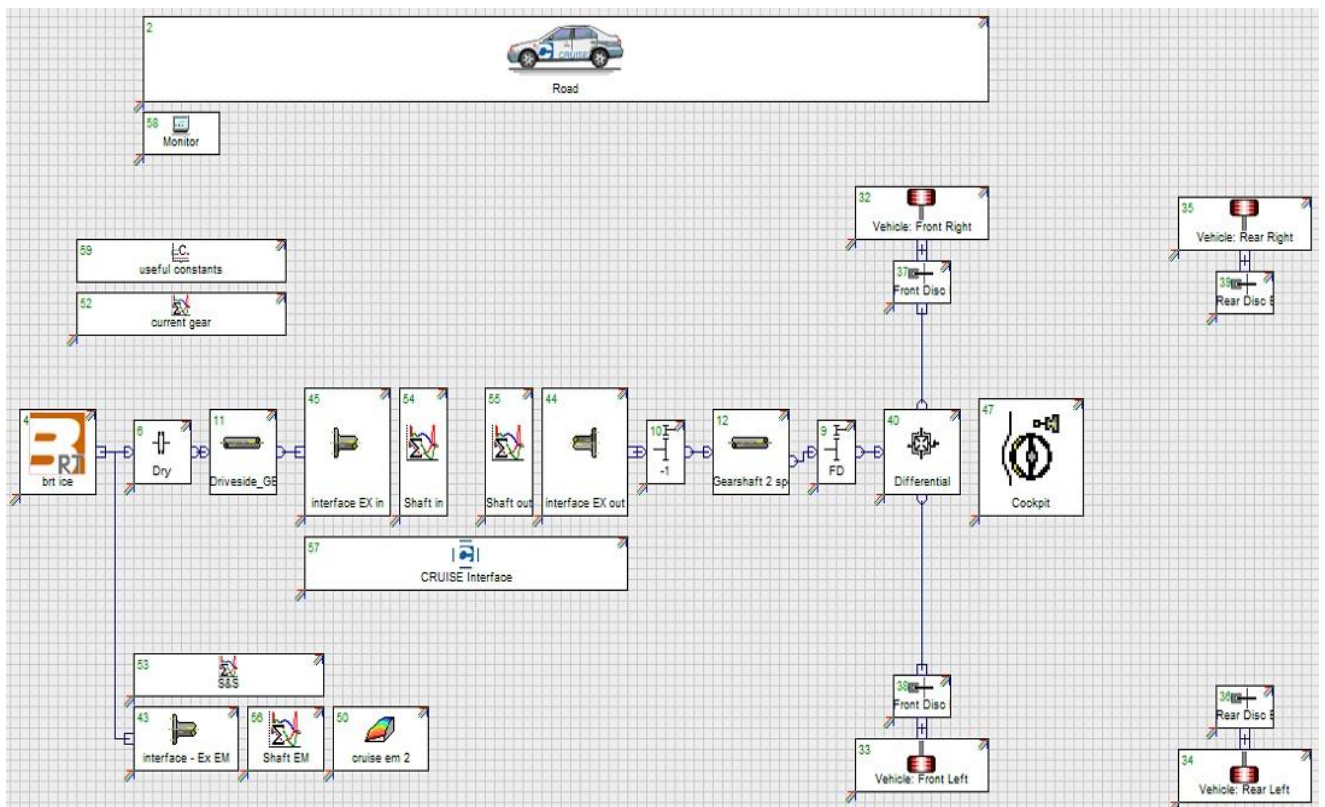 2
CRUISE
Road
58
Monitor
32
Vehicle: Front Right
35
Vehicle: Rear Right
59
useful constants
37
Front Disc
39
Rear Disc
52
current gear
4
brt ice
6
Dry
11
Driveside_GE
45
interface EX in
54
Shaft in
55
Shaft out
44
interface EX out
10
-1
12
Gearshaft 2 sp
9
FD
40
Differential
47
Cockpit
57
CRUISE Interface
53
S&S
43
interface - Ex EM
56
Shaft EM
50
cruise em 2
38
Front Disc
36
Rear Disc
33
Vehicle: Front Left
34
Vehicle: Rear Left